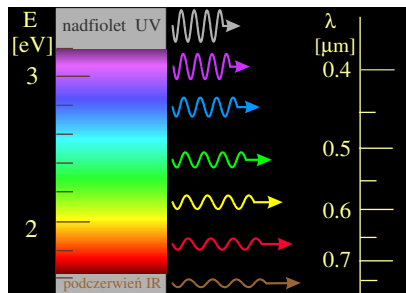 E
[eV]
nadfiolet UV
λ
[μm]
3
0.4
0.5
2
0.6
0.7
podczerwień IR